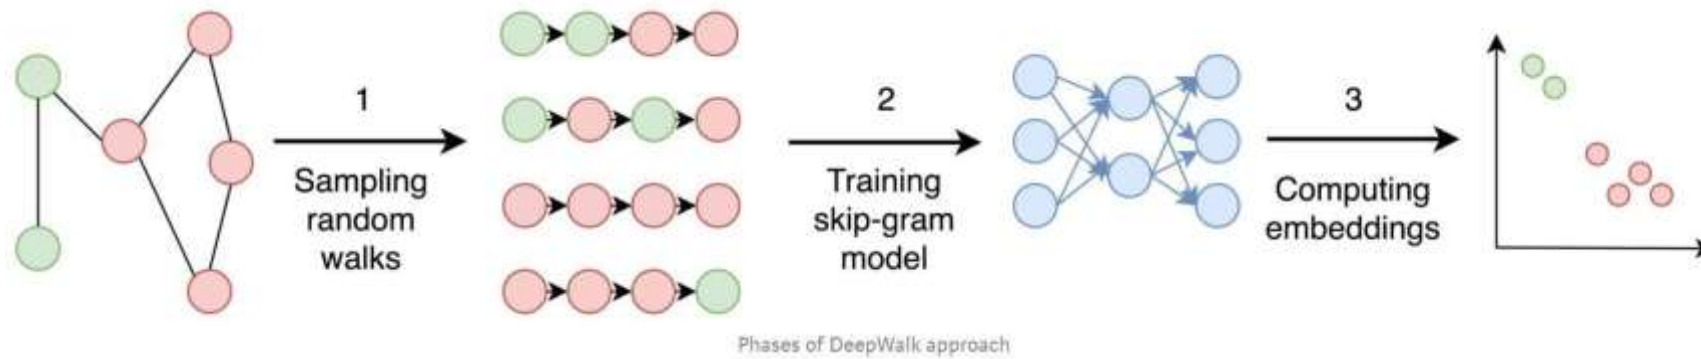 1
Sampling
random
walks
2
Training
skip-gram
model
3
Computing
embeddings
Phases of DeepWalk approach